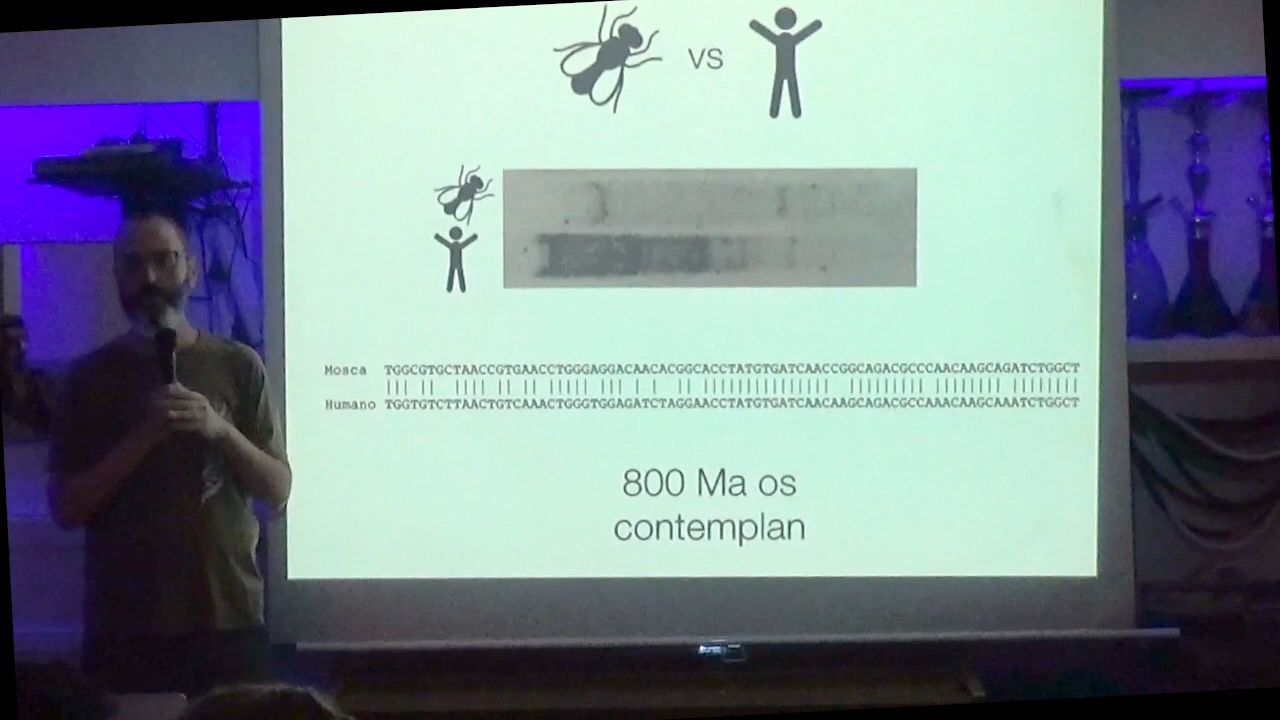 vs
Mosca TGGCGTGCTAACCGTGAACCTGGGAGGACAACACGGCACCTATGTGATCAACCGGCAGACGCCCAACAAGCAGATCTGGCT
Humano TGGTGTCTTAACTGTCAAACTGGGTGGAGATCTAGGAACCTATGTGATCAACAAGCAGACGCCAAACAAGCAAATCTGGCT
800 Ma os
contemplan